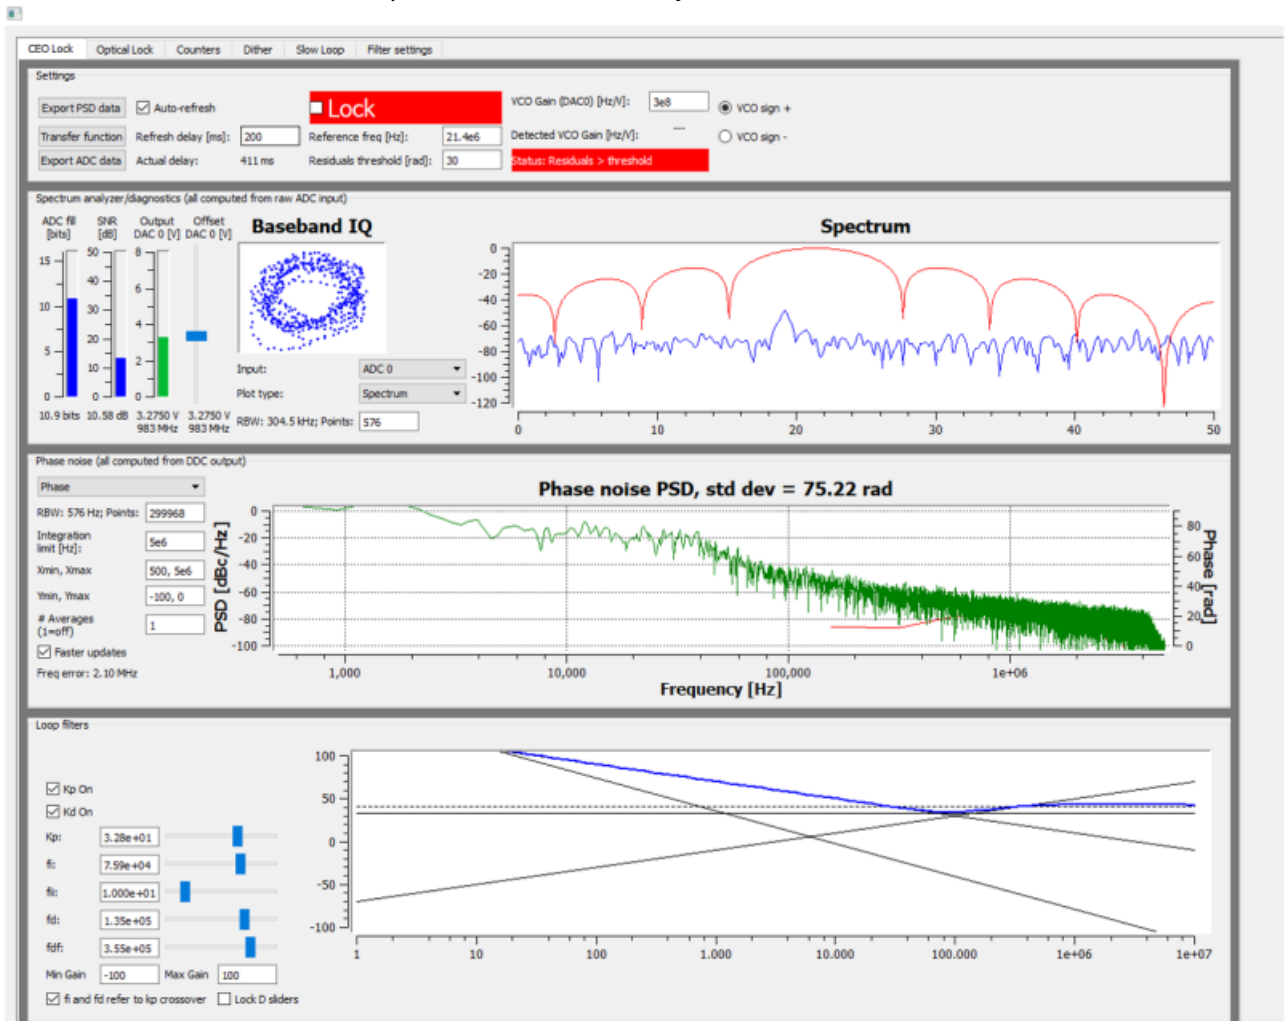 CEO Lock Optical Lock Counters Dither Slow Loop Filter settings
Settings
Export PSD data Auto-refresh Lock VCO Gain (DAC0) [Hz/V]: 3e8 VCO sign +
Transfer function Refresh delay [ms]: 200 Reference freq [Hz]: 21.4e6 Detected VCO Gain [Hz/V]: --- VCO sign -
Export ADC data Actual delay: 411 ms Residuals threshold [rad]: 30 Status: Residuals > threshold
Spectrum analyzer/diagnostics (all computed from raw ADC input)
ADC fill [bits]
SNR [dB]
Output DAC 0 [V]
Offset DAC 0 [V]
15
10
5
0
50
40
30
20
10
0
8
6
4
2
0
10.9 bits 10.58 dB 3.2750 V 3.2750 V
983 MHz 983 MHz
Baseband IQ
Input: ADC 0
Plot type: Spectrum
RBW: 304.5 kHz; Points: 576
Spectrum
0
-20
-40
-60
-80
-100
-120
0 10 20 30 40 50
Phase noise (all computed from DDC output)
Phase
RBW: 576 Hz; Points: 299968
Integration
limit [Hz]: 5e6
Xmin, Xmax 500, 5e6
Ymin, Ymax -100, 0
# Averages
(1=off) 1
Faster updates
Freq error: 2.10 MHz
Phase noise PSD, std dev = 75.22 rad
PSD [dBc/Hz]
0
-20
-40
-60
-80
-100
80
60
40
20
0
Phase [rad]
1,000 10,000 100,000 1e+06
Frequency [Hz]
Loop filters
Kp On
Kd On
Kp: 3.28e+01
fi: 7.59e+04
fii: 1.000e+01
fd: 1.35e+05
fdf: 3.55e+05
Min Gain -100 Max Gain 100
fi and fd refer to kp crossover Lock D sliders
100
50
0
-50
-100
1 10 100 1.000 10.000 100.000 1e+06 1e+07